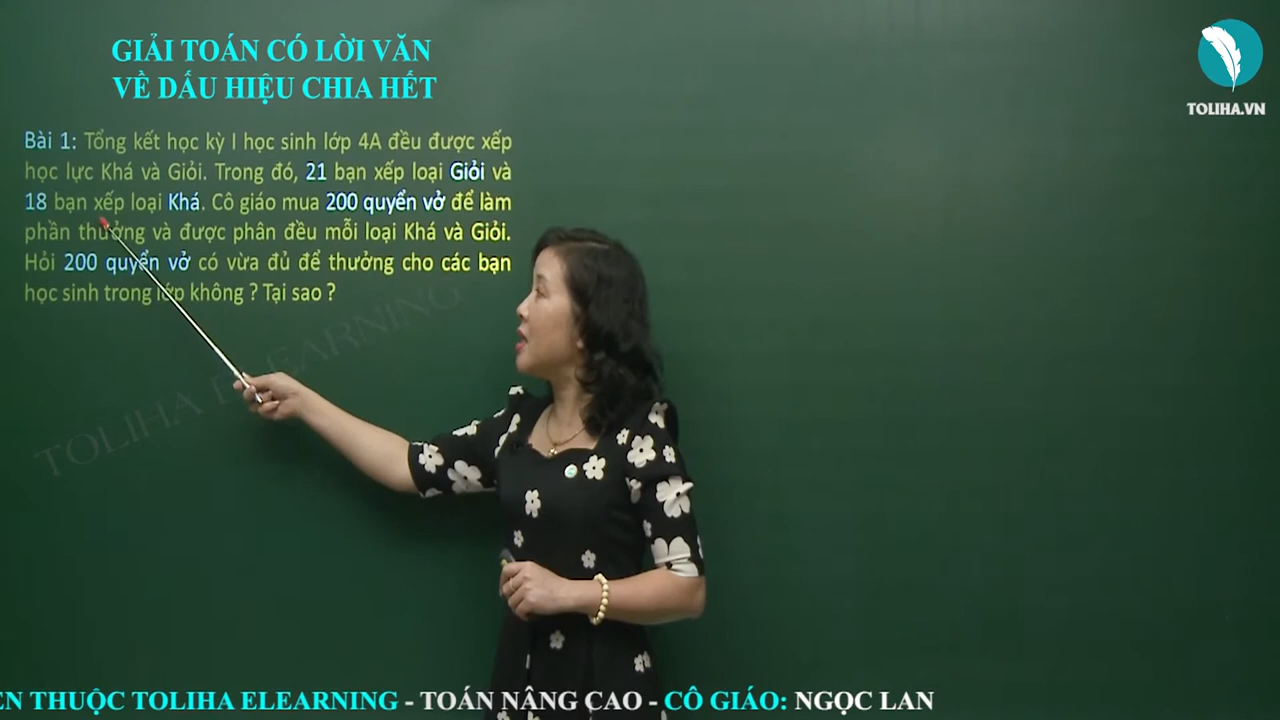 GIẢI TOÁN CÓ LỜI VĂN
VỀ DẤU HIỆU CHIA HẾT
TOLIHA.VN
Bài 1: Tổng kết học kỳ I học sinh lớp 4A đều được xếp
học lực Khá và Giỏi. Trong đó, 21 bạn xếp loại Giỏi và
18 bạn xếp loại Khá. Cô giáo mua 200 quyển vở để làm
phần thưởng và được phân đều mỗi loại Khá và Giỏi.
Hỏi 200 quyển vở có vừa đủ để thưởng cho các bạn
học sinh trong lớp không ? Tại sao ?
TOLIHA ELEARNING
THUỘC TOLIHA ELEARNING - TOÁN NÂNG CAO - CÔ GIÁO: NGỌC LAN